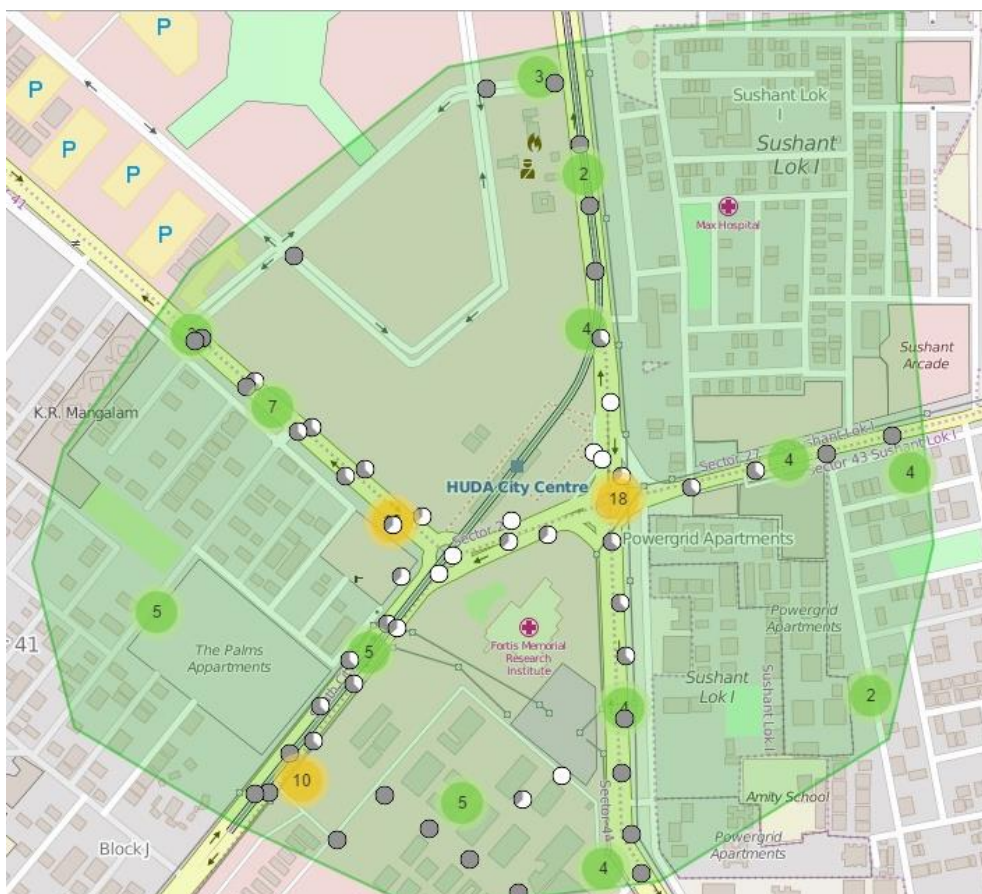 P
3
P
Sushant Lok
I
Sushant
Lok I
P
P
2
41
Max Hospital
P
4
Sushant
Arcade
K.R. Mangalam
7
Sushant Lok I
Sector 27
4
Sector 43 Sushant Lok I
4
HUDA City Centre
18
Powergrid Apartments
5
Powergrid
Apartments
41
The Palms
Appartments
Fortis Memorial
Research
Institute
5
Sushant
Lok I
Sushant Lok I
2
4
10
5
Amity School
Sector 44
Block J
Powergrid
Apartments
4